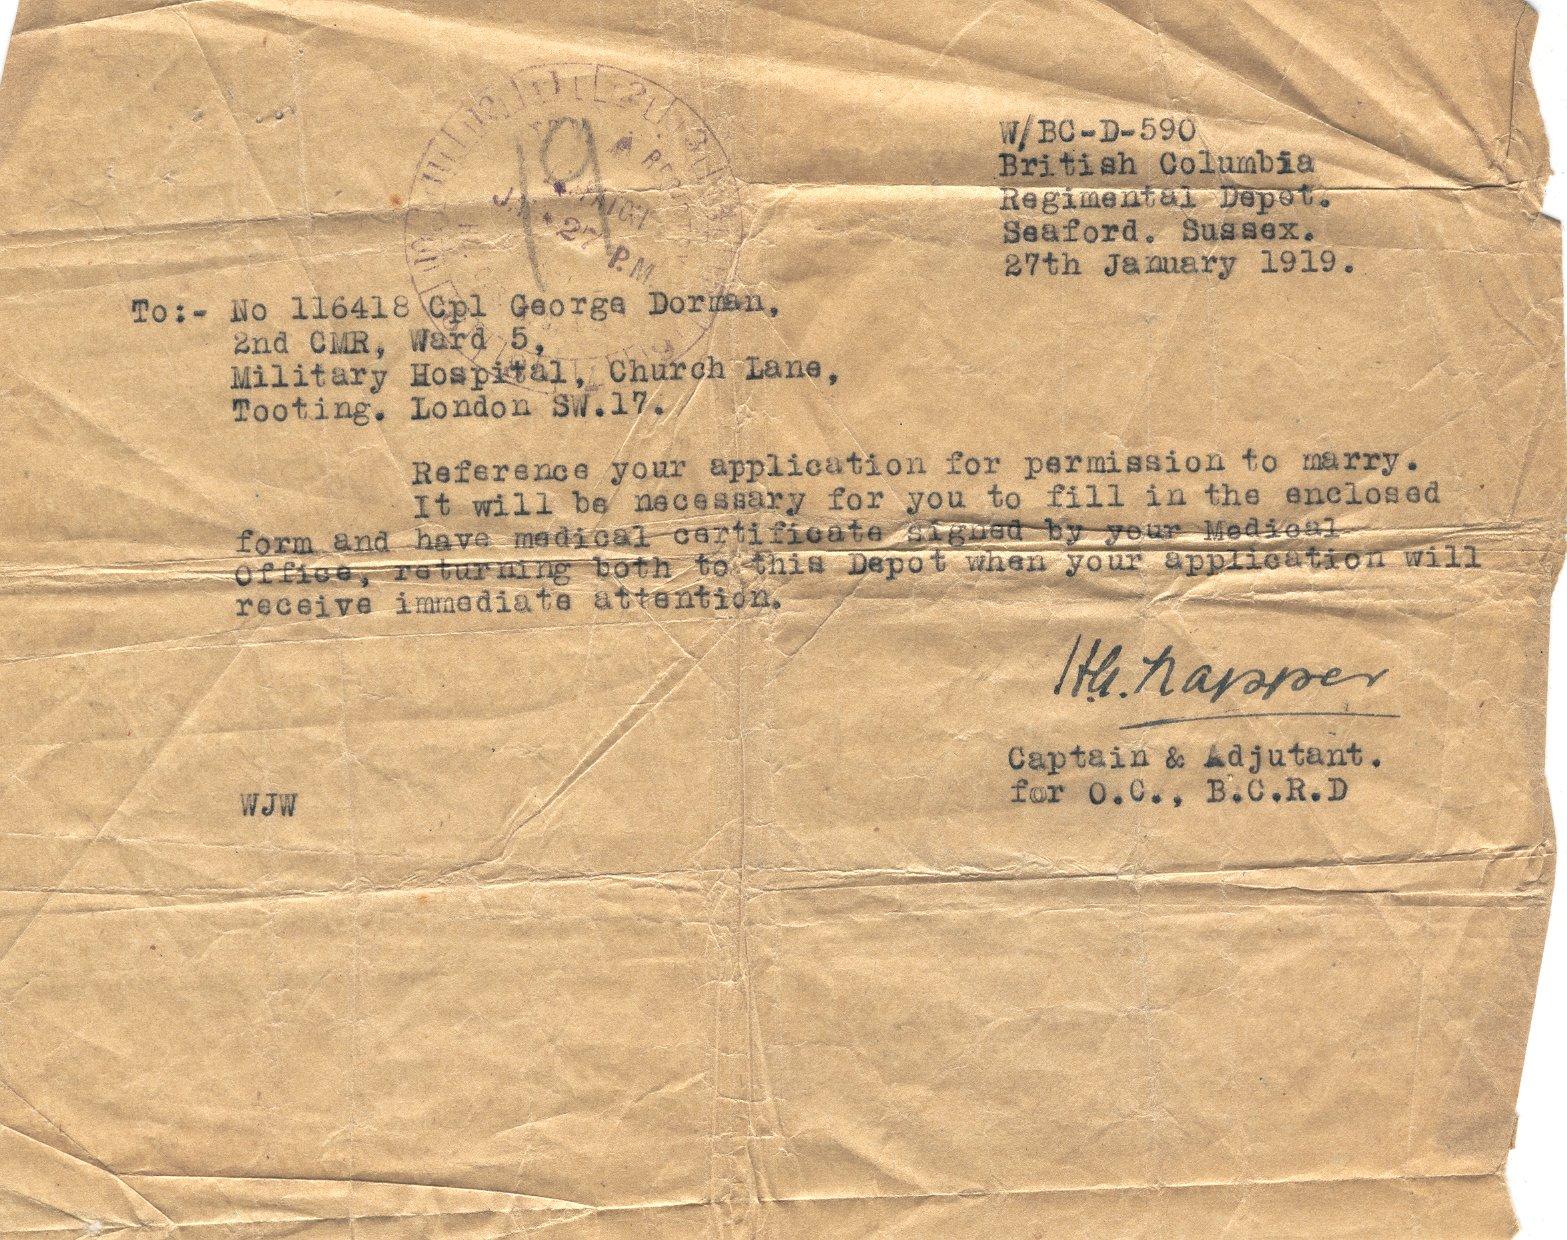 W/BC-D-590
British Columbia
Regimental Depot.
Seaford. Sussex.
27th January 1919.
19
27
P.M
To:- No 116418 Cpl George Dorman,
2nd CMR, Ward 5,
Military Hospital, Church Lane,
Tooting. London SW.17.
Reference your application for permission to marry.
It will be necessary for you to fill in the enclosed
form and have medical certificate signed by your Medical
Office, returning both to this Depot when your application will
receive immediate attention.
H.G. Napper
Captain & Adjutant.
for O.C., B.C.R.D
WJW